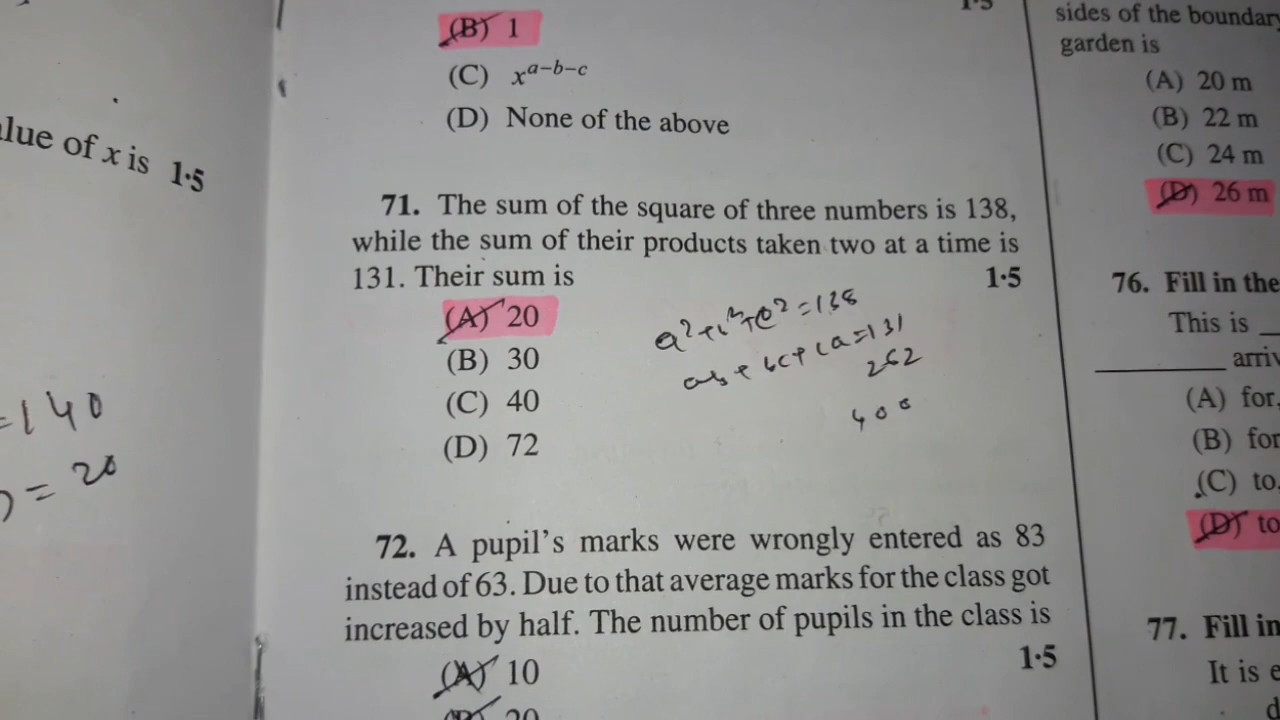 lue of x is 1·5
=140
) = 20
(B) 1
(C) x^{a-b-c}
(D) None of the above
71. The sum of the square of three numbers is 138,
while the sum of their products taken two at a time is
131. Their sum is 1·5
(A) 20
(B) 30
(C) 40
(D) 72
a²+b²+c²=138
ab+bc+ca=131
262
400
72. A pupil's marks were wrongly entered as 83
instead of 63. Due to that average marks for the class got
increased by half. The number of pupils in the class is
1·5
(A) 10
(B) 20
1·5
sides of the boundary
garden is
(A) 20 m
(B) 22 m
(C) 24 m
(D) 26 m
76. Fill in the
This is
arriv
(A) for,
(B) for
(C) to,
(D) to
77. Fill in
It is e
d